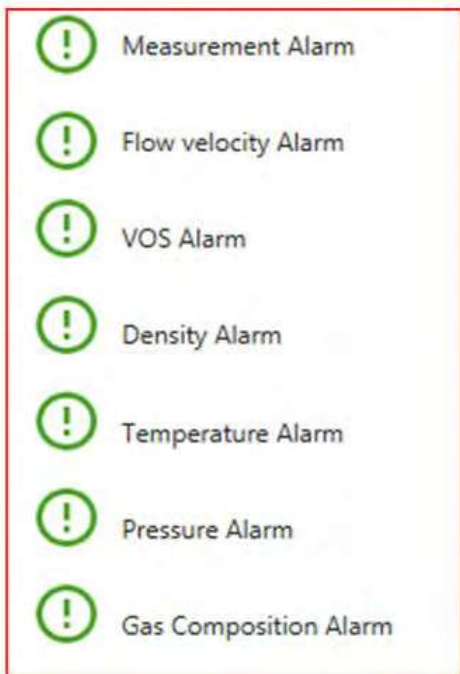 Measurement Alarm
Flow velocity Alarm
VOS Alarm
Density Alarm
Temperature Alarm
Pressure Alarm
Gas Composition Alarm